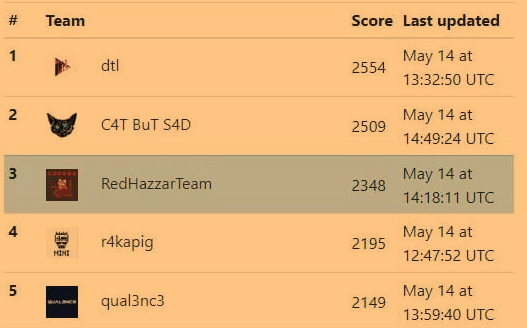 # Team Score Last updated
1 dtl 2554 May 14 at
13:32:50 UTC
2 C4T BuT S4D 2509 May 14 at
14:49:24 UTC
3 RedHazzarTeam 2348 May 14 at
14:18:11 UTC
4 MIMI r4kapig 2195 May 14 at
12:47:52 UTC
5 QUAL3NC3 qual3nc3 2149 May 14 at
13:59:40 UTC